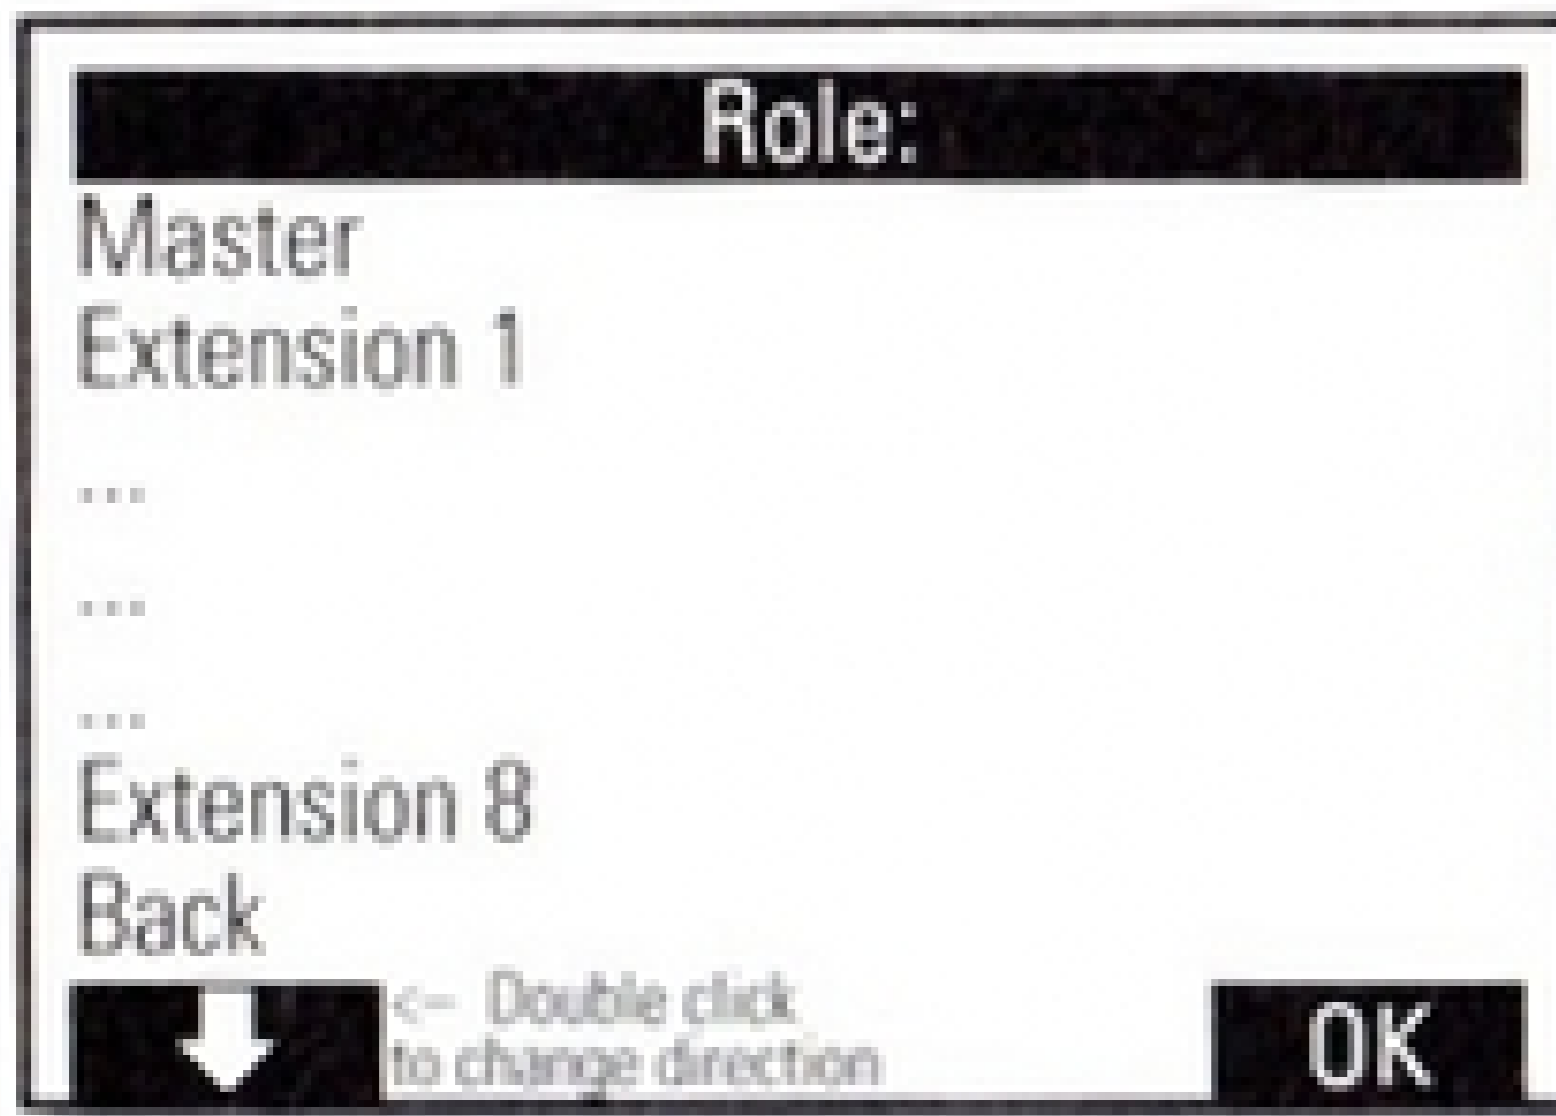 Role:
Master
Extension 1
...
...
...
Extension 8
Back
<-- Double click
to change direction
OK